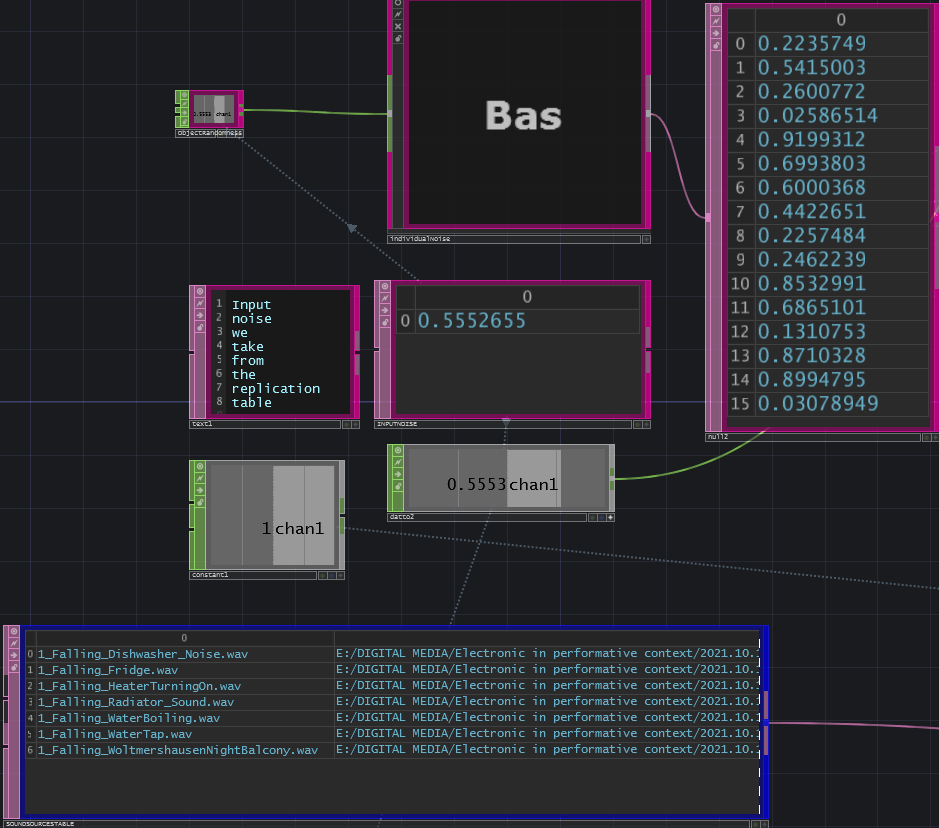 0.5553 chan1
objectRandomness
Bas
individualNoise
0
0 0.2235749
1 0.5415003
2 0.2600772
3 0.02586514
4 0.9199312
5 0.6993803
6 0.6000368
7 0.4422651
8 0.2257484
9 0.2462239
10 0.8532991
11 0.6865101
12 0.1310753
13 0.8710328
14 0.8994795
15 0.03078949
null2
1 Input
2 noise
3 we
4 take
5 from
6 the
7 replication
8 table
text1
0
0 0.5552655
INPUTNOISE
0.5553 chan1
datto2
1 chan1
constant1
0
0 1_Falling_Dishwasher_Noise.wav E:/DIGITAL MEDIA/Electronic in performative context/2021.10.
1 1_Falling_Fridge.wav E:/DIGITAL MEDIA/Electronic in performative context/2021.10.
2 1_Falling_HeaterTurningOn.wav E:/DIGITAL MEDIA/Electronic in performative context/2021.10.
3 1_Falling_Radiator_Sound.wav E:/DIGITAL MEDIA/Electronic in performative context/2021.10.
4 1_Falling_WaterBoiling.wav E:/DIGITAL MEDIA/Electronic in performative context/2021.10.
5 1_Falling_WaterTap.wav E:/DIGITAL MEDIA/Electronic in performative context/2021.10.
6 1_Falling_WoltmershausenNightBalcony.wav E:/DIGITAL MEDIA/Electronic in performative context/2021.10.
SOUNDSOURCESTABLE